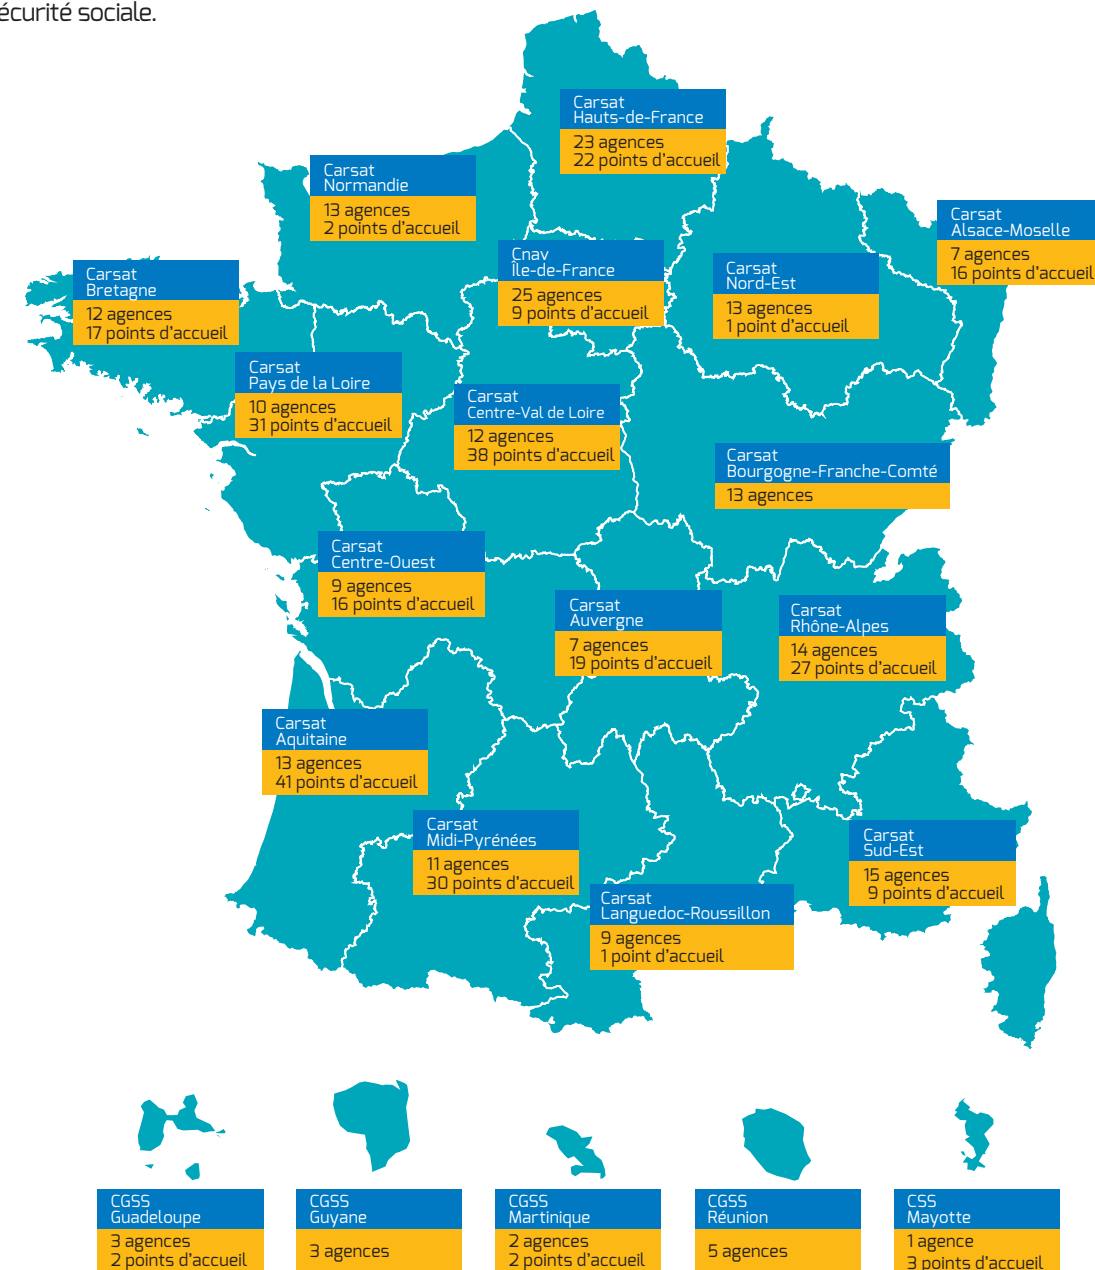 écurité sociale.
Carsat
Hauts-de-France
23 agences
22 points d'accueil
Carsat
Normandie
13 agences
2 points d'accueil
Carsat
Alsace-Moselle
7 agences
16 points d'accueil
Cnav
Île-de-France
25 agences
9 points d'accueil
Carsat
Nord-Est
13 agences
1 point d'accueil
Carsat
Bretagne
12 agences
17 points d'accueil
Carsat
Pays de la Loire
10 agences
31 points d'accueil
Carsat
Centre-Val de Loire
12 agences
38 points d'accueil
Carsat
Bourgogne-Franche-Comté
13 agences
Carsat
Centre-Ouest
9 agences
16 points d'accueil
Carsat
Auvergne
7 agences
19 points d'accueil
Carsat
Rhône-Alpes
14 agences
27 points d'accueil
Carsat
Aquitaine
13 agences
41 points d'accueil
Carsat
Midi-Pyrénées
11 agences
30 points d'accueil
Carsat
Sud-Est
15 agences
9 points d'accueil
Carsat
Languedoc-Roussillon
9 agences
1 point d'accueil
CGSS
Guadeloupe
3 agences
2 points d'accueil
CGSS
Guyane
3 agences
CGSS
Martinique
2 agences
2 points d'accueil
CGSS
Réunion
5 agences
CSS
Mayotte
1 agence
3 points d'accueil